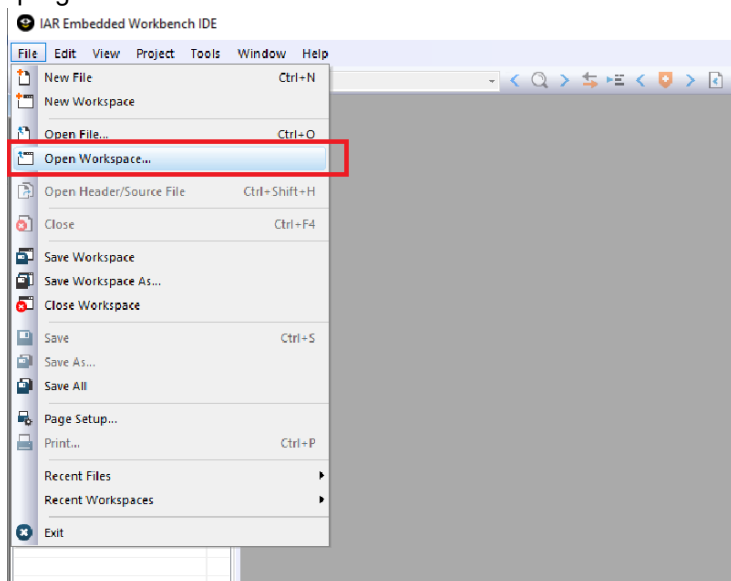 IAR Embedded Workbench IDE
File Edit View Project Tools Window Help
New File Ctrl+N
New Workspace
Open File... Ctrl+O
Open Workspace...
Open Header/Source File Ctrl+Shift+H
Close Ctrl+F4
Save Workspace
Save Workspace As...
Close Workspace
Save Ctrl+S
Save As...
Save All
Page Setup...
Print... Ctrl+P
Recent Files
Recent Workspaces
Exit